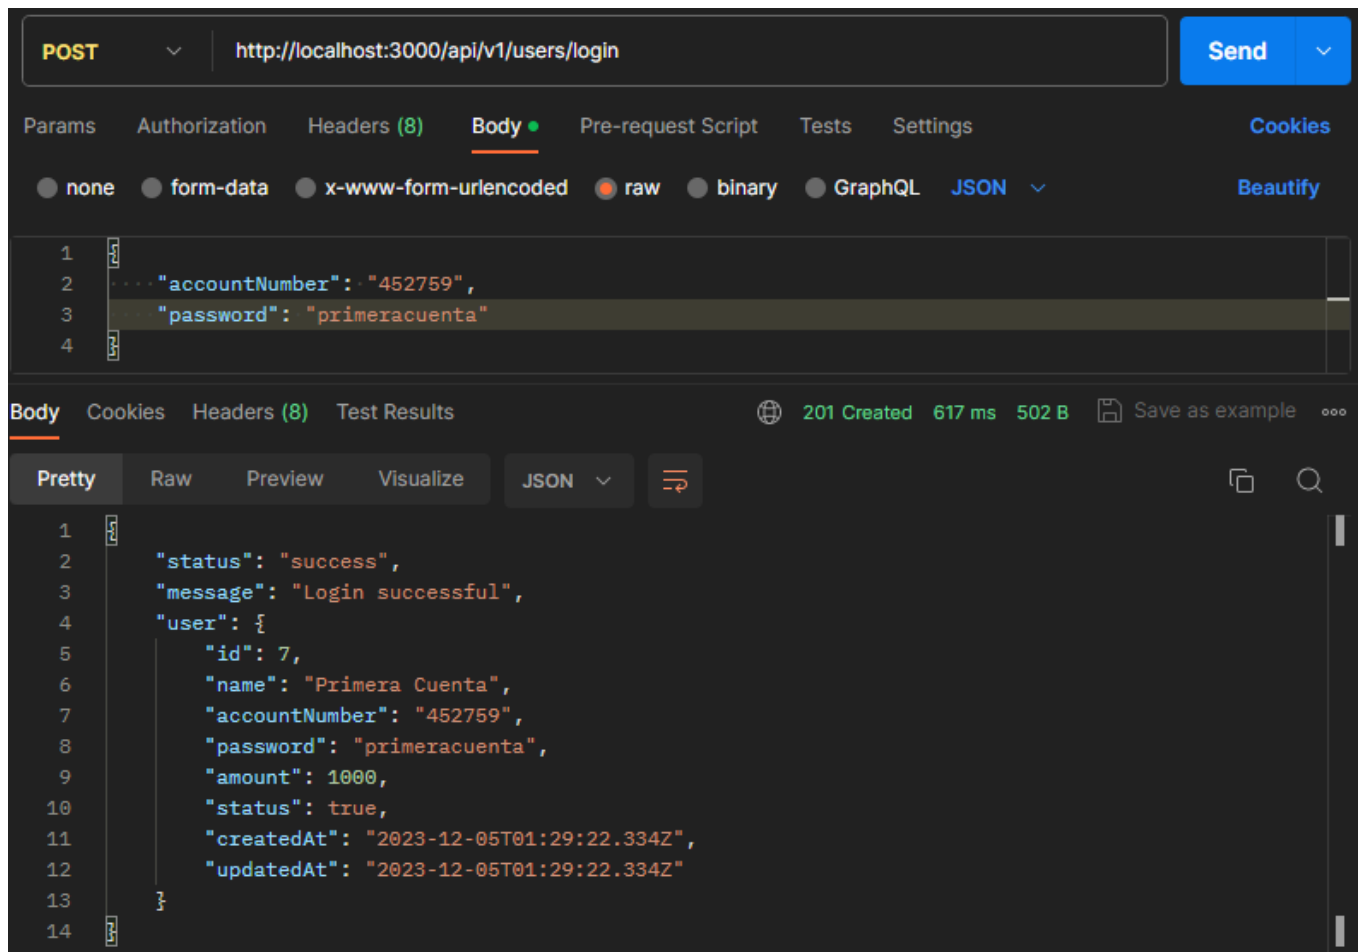 POST http://localhost:3000/api/v1/users/login Send
Params Authorization Headers (8) Body Pre-request Script Tests Settings Cookies
none form-data x-www-form-urlencoded raw binary GraphQL JSON Beautify
1 {
2 "accountNumber": "452759",
3 "password": "primeracuenta"
4 }
Body Cookies Headers (8) Test Results 201 Created 617 ms 502 B Save as example
Pretty Raw Preview Visualize JSON
1 {
2 "status": "success",
3 "message": "Login successful",
4 "user": {
5 "id": 7,
6 "name": "Primera Cuenta",
7 "accountNumber": "452759",
8 "password": "primeracuenta",
9 "amount": 1000,
10 "status": true,
11 "createdAt": "2023-12-05T01:29:22.334Z",
12 "updatedAt": "2023-12-05T01:29:22.334Z"
13 }
14 }